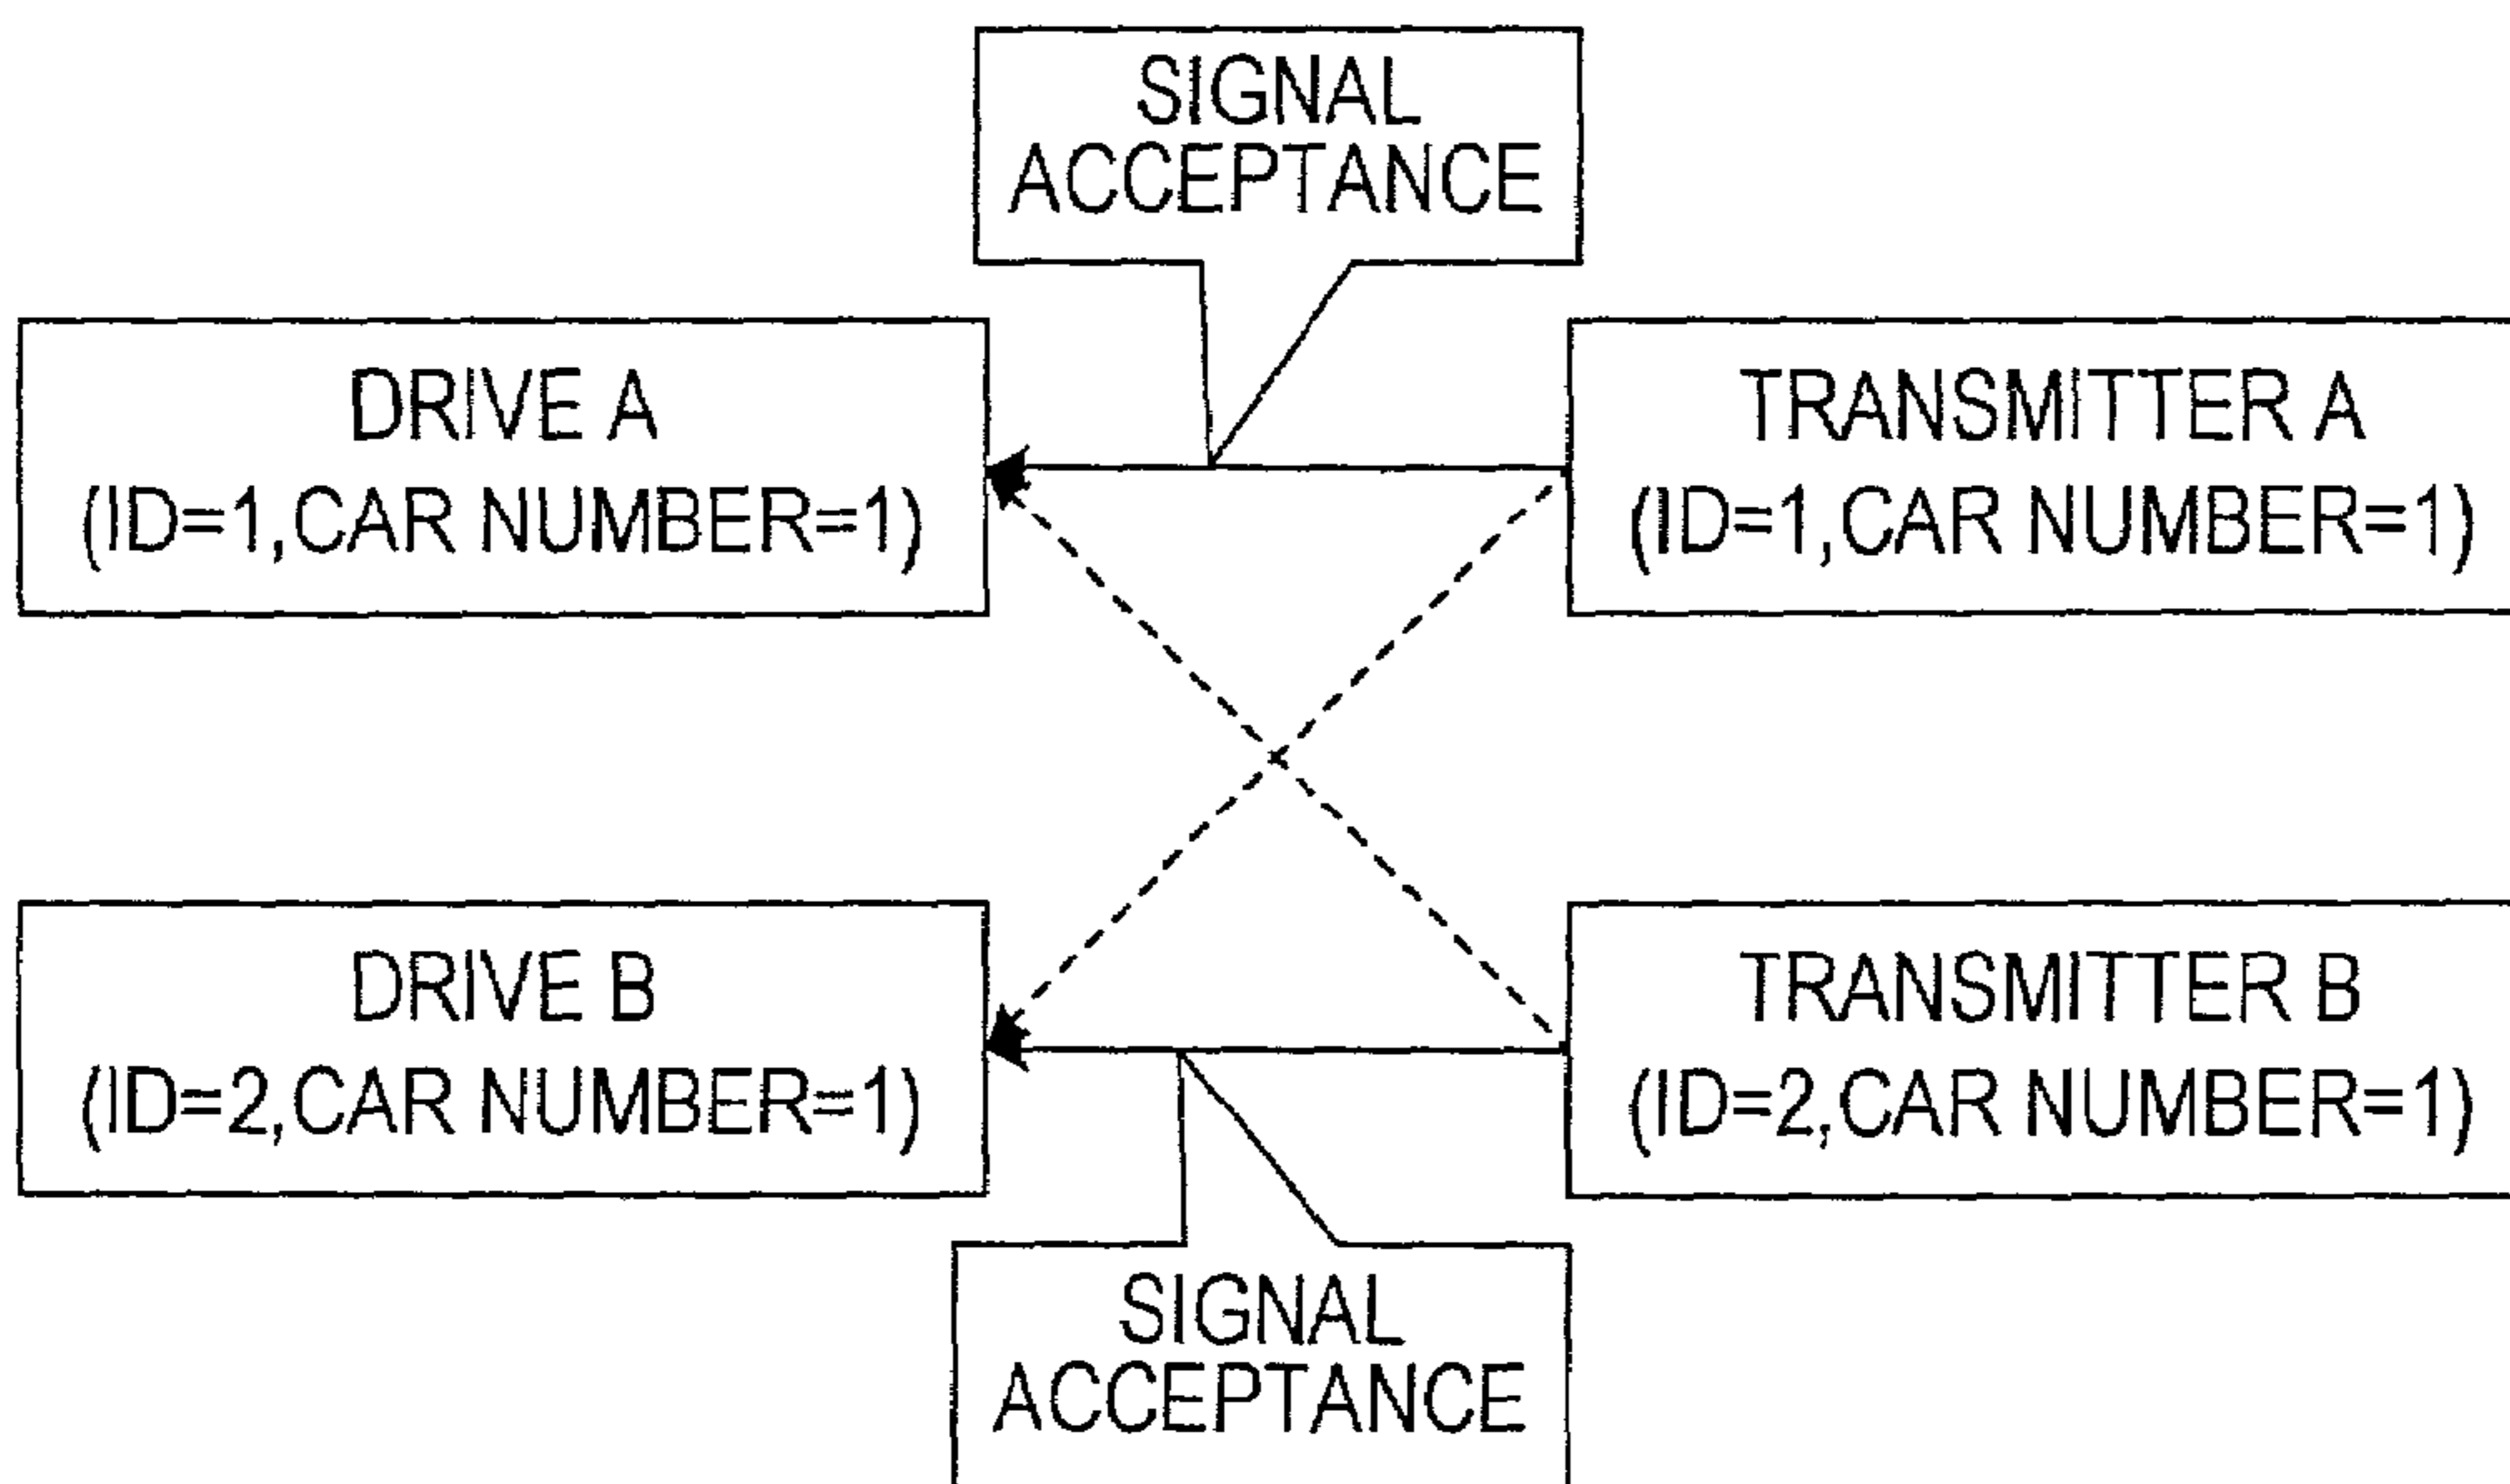 SIGNAL
ACCEPTANCE
DRIVE A
(ID=1,CAR NUMBER=1)
TRANSMITTER A
(ID=1,CAR NUMBER=1)
DRIVE B
(ID=2,CAR NUMBER=1)
TRANSMITTER B
(ID=2,CAR NUMBER=1)
SIGNAL
ACCEPTANCE